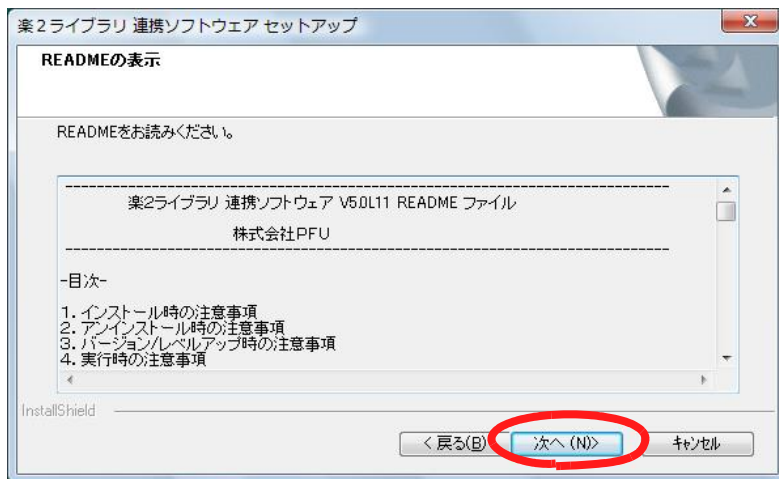 楽2ライブラリ 連携ソフトウェア セットアップ
READMEの表示
READMEをお読みください。
楽2ライブラリ 連携ソフトウェア V5.0L11 README ファイル
株式会社PFU
-目次-
1. インストール時の注意事項
2. アンインストール時の注意事項
3. バージョン/レベルアップ時の注意事項
4. 実行時の注意事項
InstallShield
< 戻る(B) 次へ (N)> キャンセル